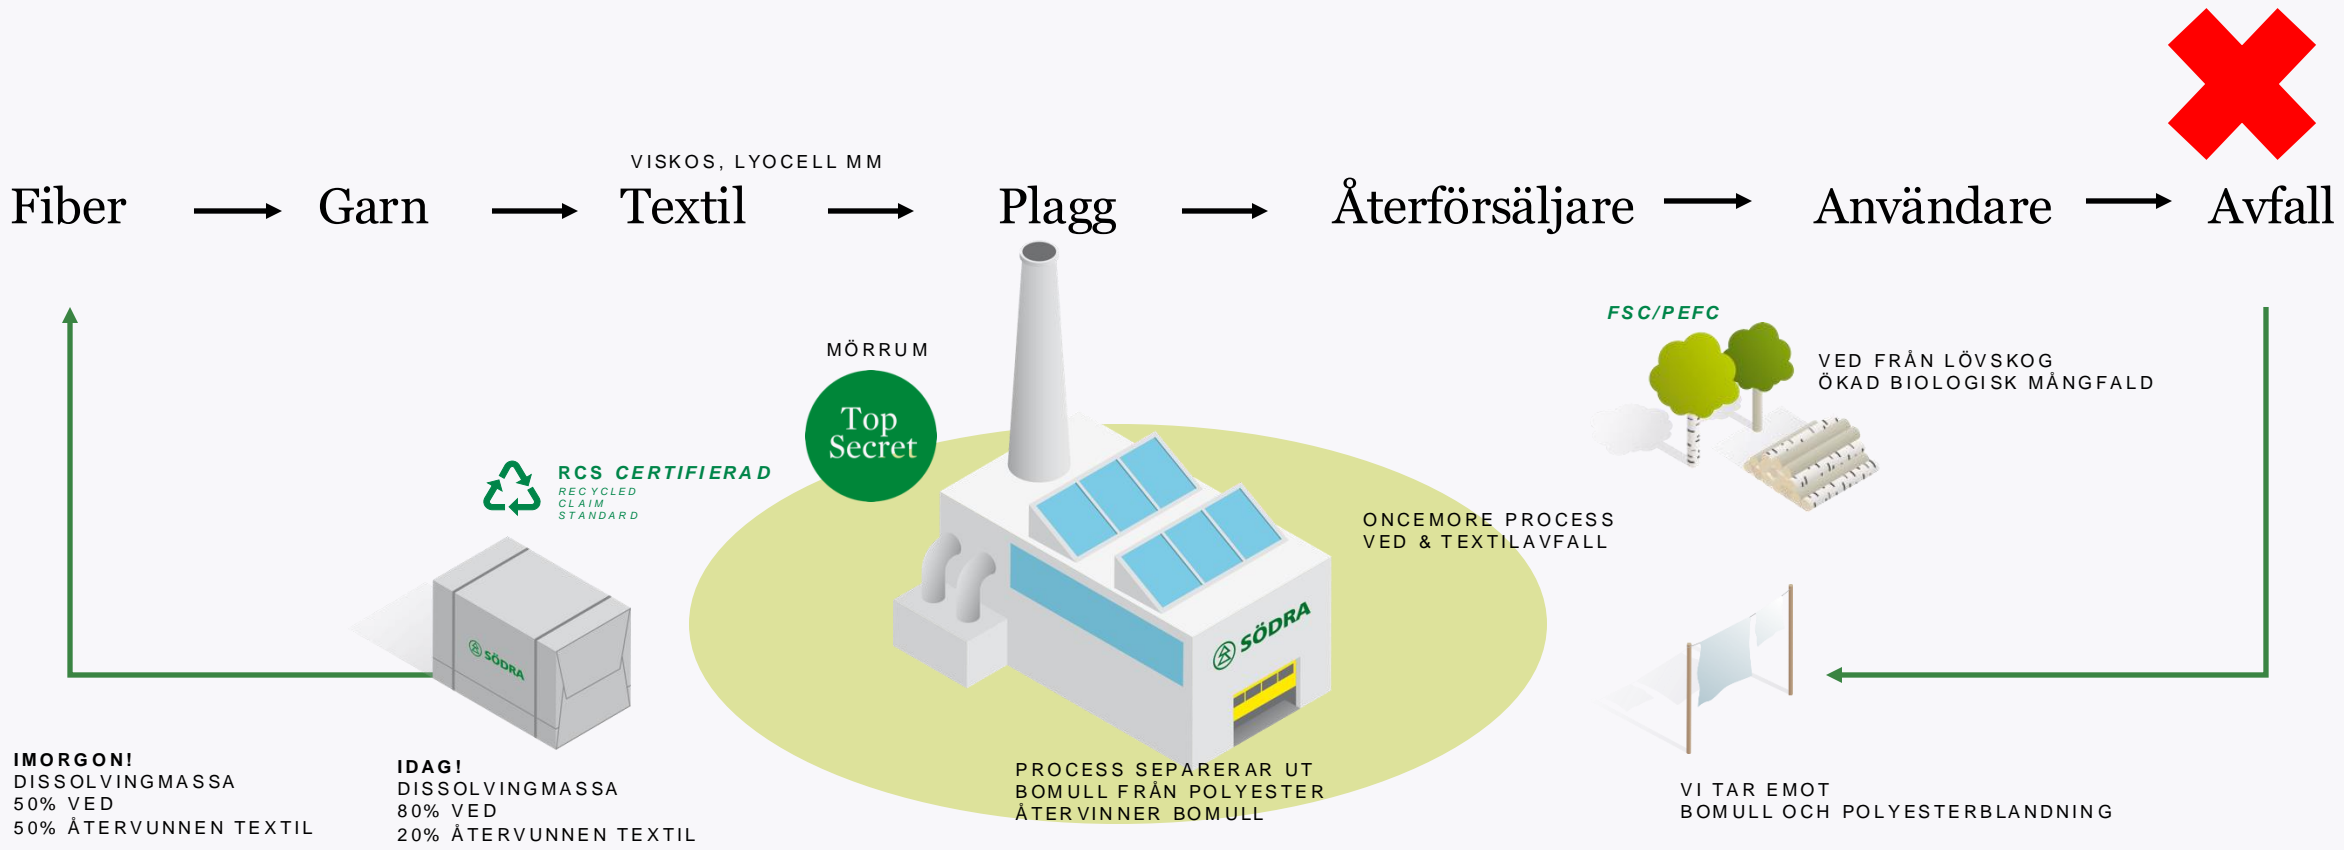 VISKOS, LYOCELL MM
Fiber
Garn
Textil
Plagg
Återförsäljare
Användare
Avfall
FSC/PEFC
MÖRRUM
VED FRÅN LÖVSKOG
ÖKAD BIOLOGISK MÅNGFALD
Top
Secret
RCS CERTIFIERAD
RECYCLED
CLAIM
STANDARD
ONCEMORE PROCESS
VED & TEXTILAVFALL
SÖDRA
SÖDRA
IMORGON!
DISSOLVINGMASSA
50% VED
50% ÅTERVUNNEN TEXTIL
IDAG!
DISSOLVINGMASSA
80% VED
20% ÅTERVUNNEN TEXTIL
PROCESS SEPARERAR UT
BOMULL FRÅN POLYESTER
ÅTERVINNER BOMULL
VI TAR EMOT
BOMULL OCH POLYESTERBLANDNING